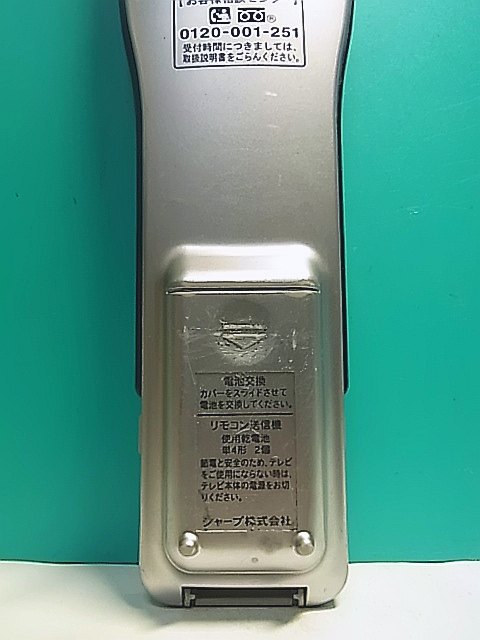 [お客様相談センター]
®
0120-001-251
受付時間につきましては、
取扱説明書をごらんください。
電池交換
カバーをスライドさせて
電池を交換してください。
リモコン送信機
使用乾電池
単4形 2個
節電と安全のため、テレビ
をご使用にならない時は、
テレビ本体の電源をお切
りください。
シャープ株式会社